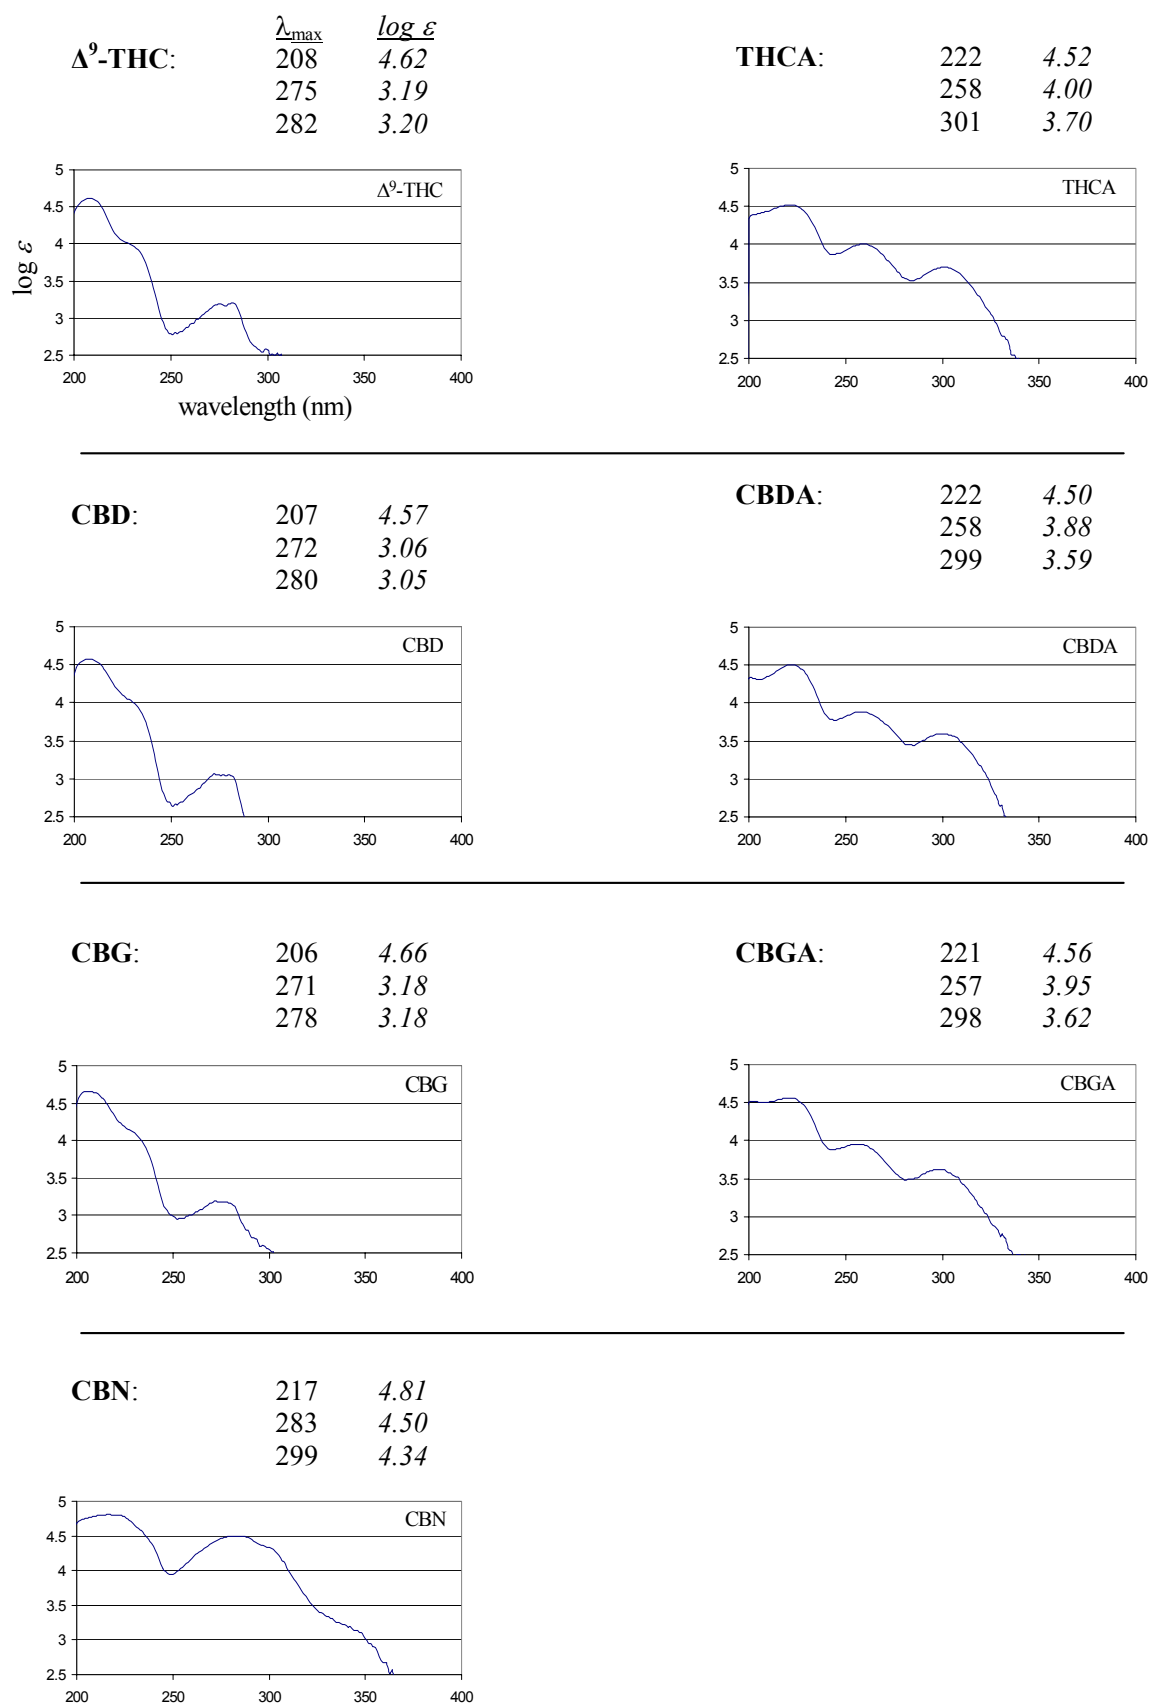 λmax log ε
Δ⁹-THC: 208 4.62
275 3.19
282 3.20
THCA: 222 4.52
258 4.00
301 3.70
Δ⁹-THC
5
4.5
4
3.5
3
2.5
log ε
200 250 300 350 400
wavelength (nm)
THCA
5
4.5
4
3.5
3
2.5
200 250 300 350 400
CBD: 207 4.57
272 3.06
280 3.05
CBDA: 222 4.50
258 3.88
299 3.59
CBD
5
4.5
4
3.5
3
2.5
200 250 300 350 400
CBDA
5
4.5
4
3.5
3
2.5
200 250 300 350 400
CBG: 206 4.66
271 3.18
278 3.18
CBGA: 221 4.56
257 3.95
298 3.62
CBG
5
4.5
4
3.5
3
2.5
200 250 300 350 400
CBGA
5
4.5
4
3.5
3
2.5
200 250 300 350 400
CBN: 217 4.81
283 4.50
299 4.34
CBN
5
4.5
4
3.5
3
2.5
200 250 300 350 400